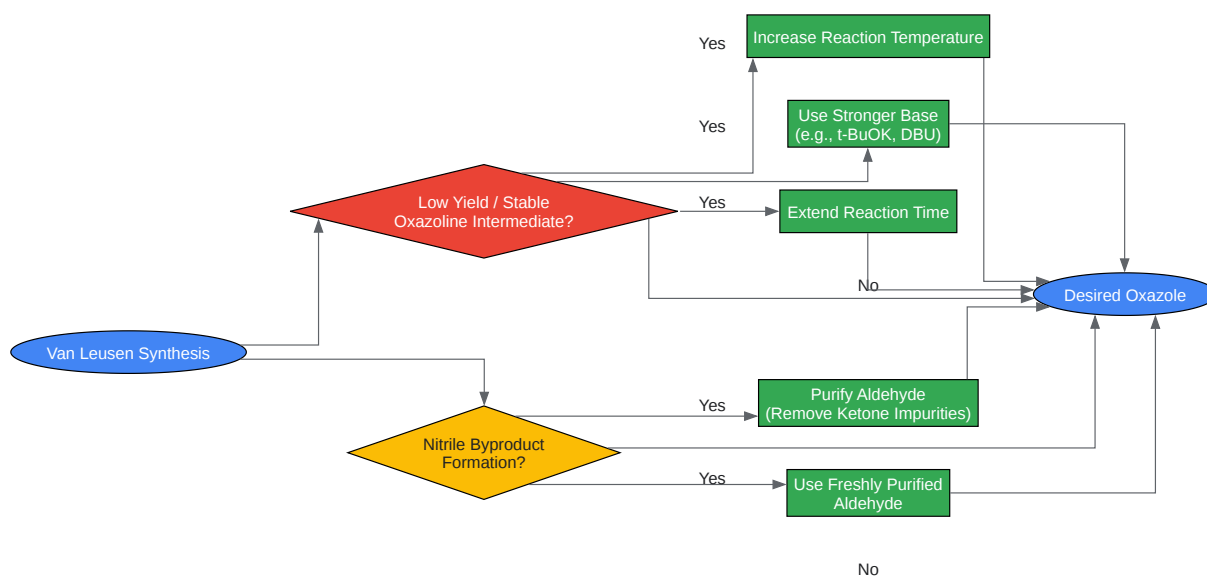 Yes
Increase Reaction Temperature
Yes
Use Stronger Base
(e.g., t-BuOK, DBU)
Low Yield / Stable
Oxazoline Intermediate?
Yes
Extend Reaction Time
No
Desired Oxazole
Van Leusen Synthesis
Yes
Purify Aldehyde
(Remove Ketone Impurities)
Nitrile Byproduct
Formation?
Yes
Use Freshly Purified
Aldehyde
No